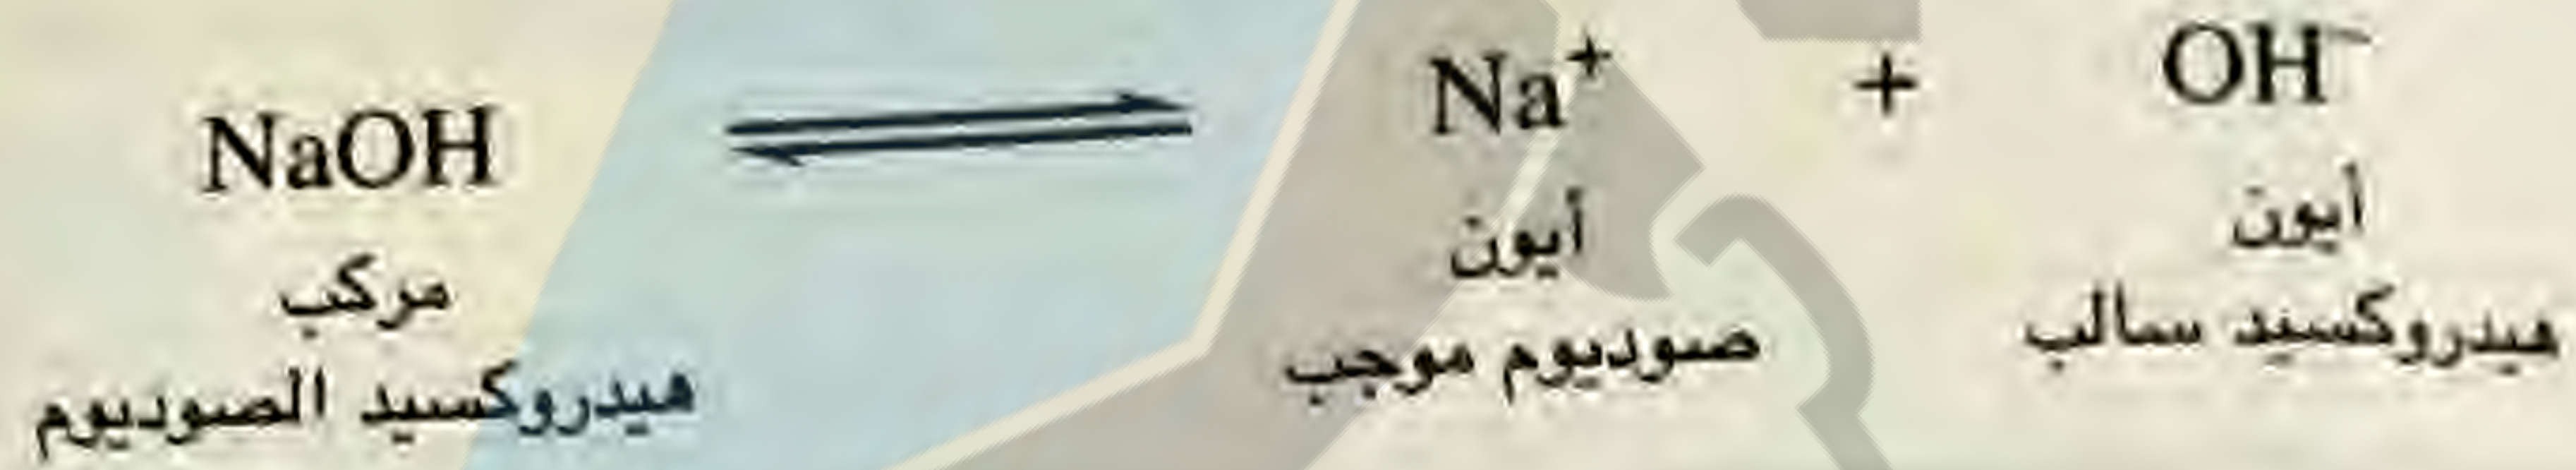 NaOH ⇌ Na⁺ + OH⁻
مركب أيون أيون
هيدروكسيد الصوديوم صوديوم موجب هيدروكسيد سالب